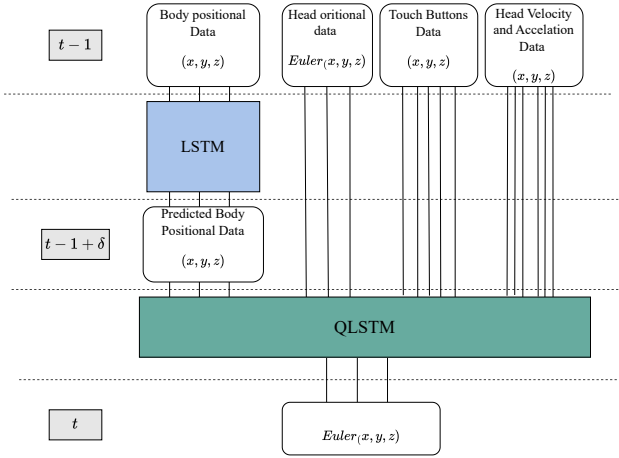 t − 1
Body positional
Data
(x, y, z)
Head oritional
data
Euler(x, y, z)
Touch Buttons
Data
(x, y, z)
Head Velocity
and Accelation
Data
(x, y, z)
LSTM
t − 1 + δ
Predicted Body
Positional Data
(x, y, z)
QLSTM
t
Euler(x, y, z)